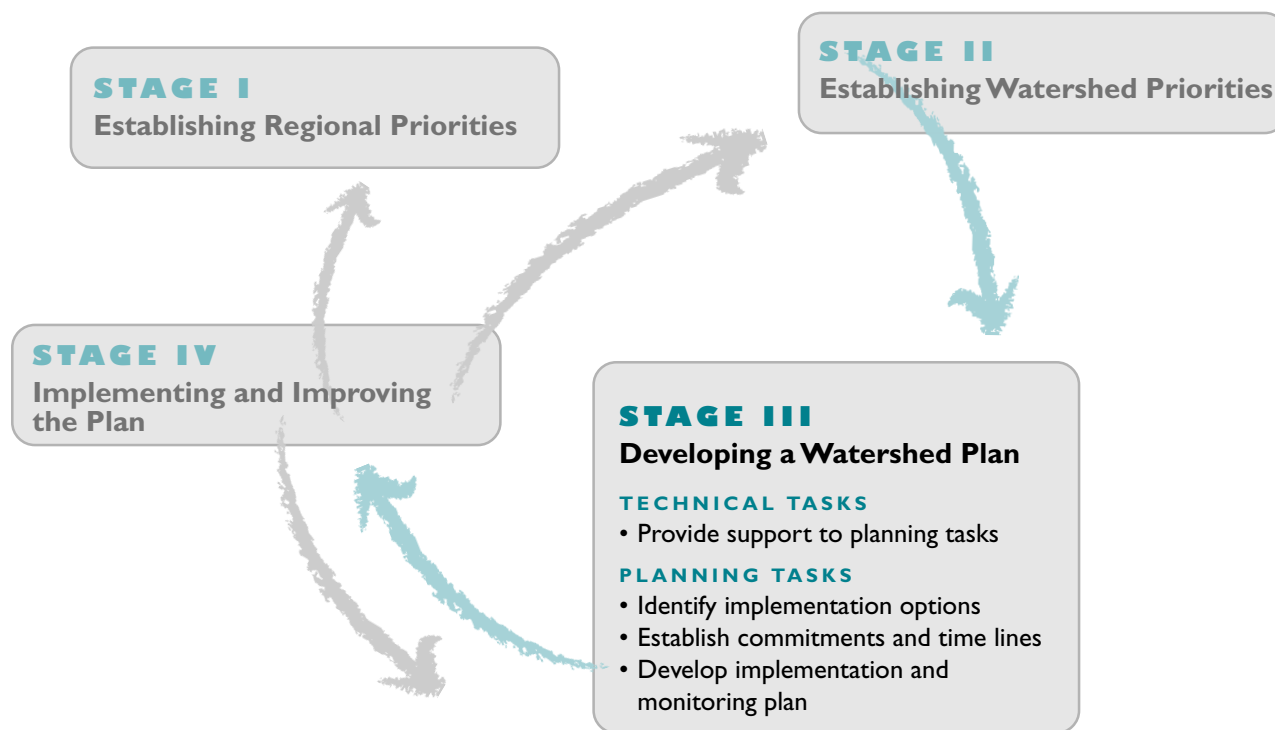 STAGE I
Establishing Regional Priorities
STAGE II
Establishing Watershed Priorities
STAGE III
Developing a Watershed Plan
TECHNICAL TASKS
• Provide support to planning tasks
PLANNING TASKS
• Identify implementation options
• Establish commitments and time lines
• Develop implementation and
monitoring plan
STAGE IV
Implementing and Improving
the Plan